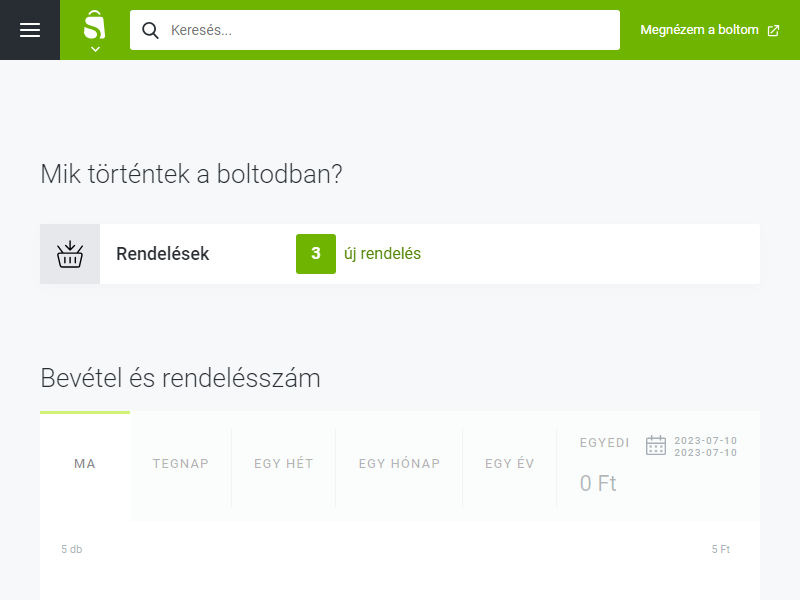 Keresés...
Megnézem a boltom
Mik történtek a boltodban?
Rendelések
3
új rendelés
Bevétel és rendelésszám
MA
TEGNAP
EGY HÉT
EGY HÓNAP
EGY ÉV
EGYEDI
2023-07-10
2023-07-10
0 Ft
5 db
5 Ft